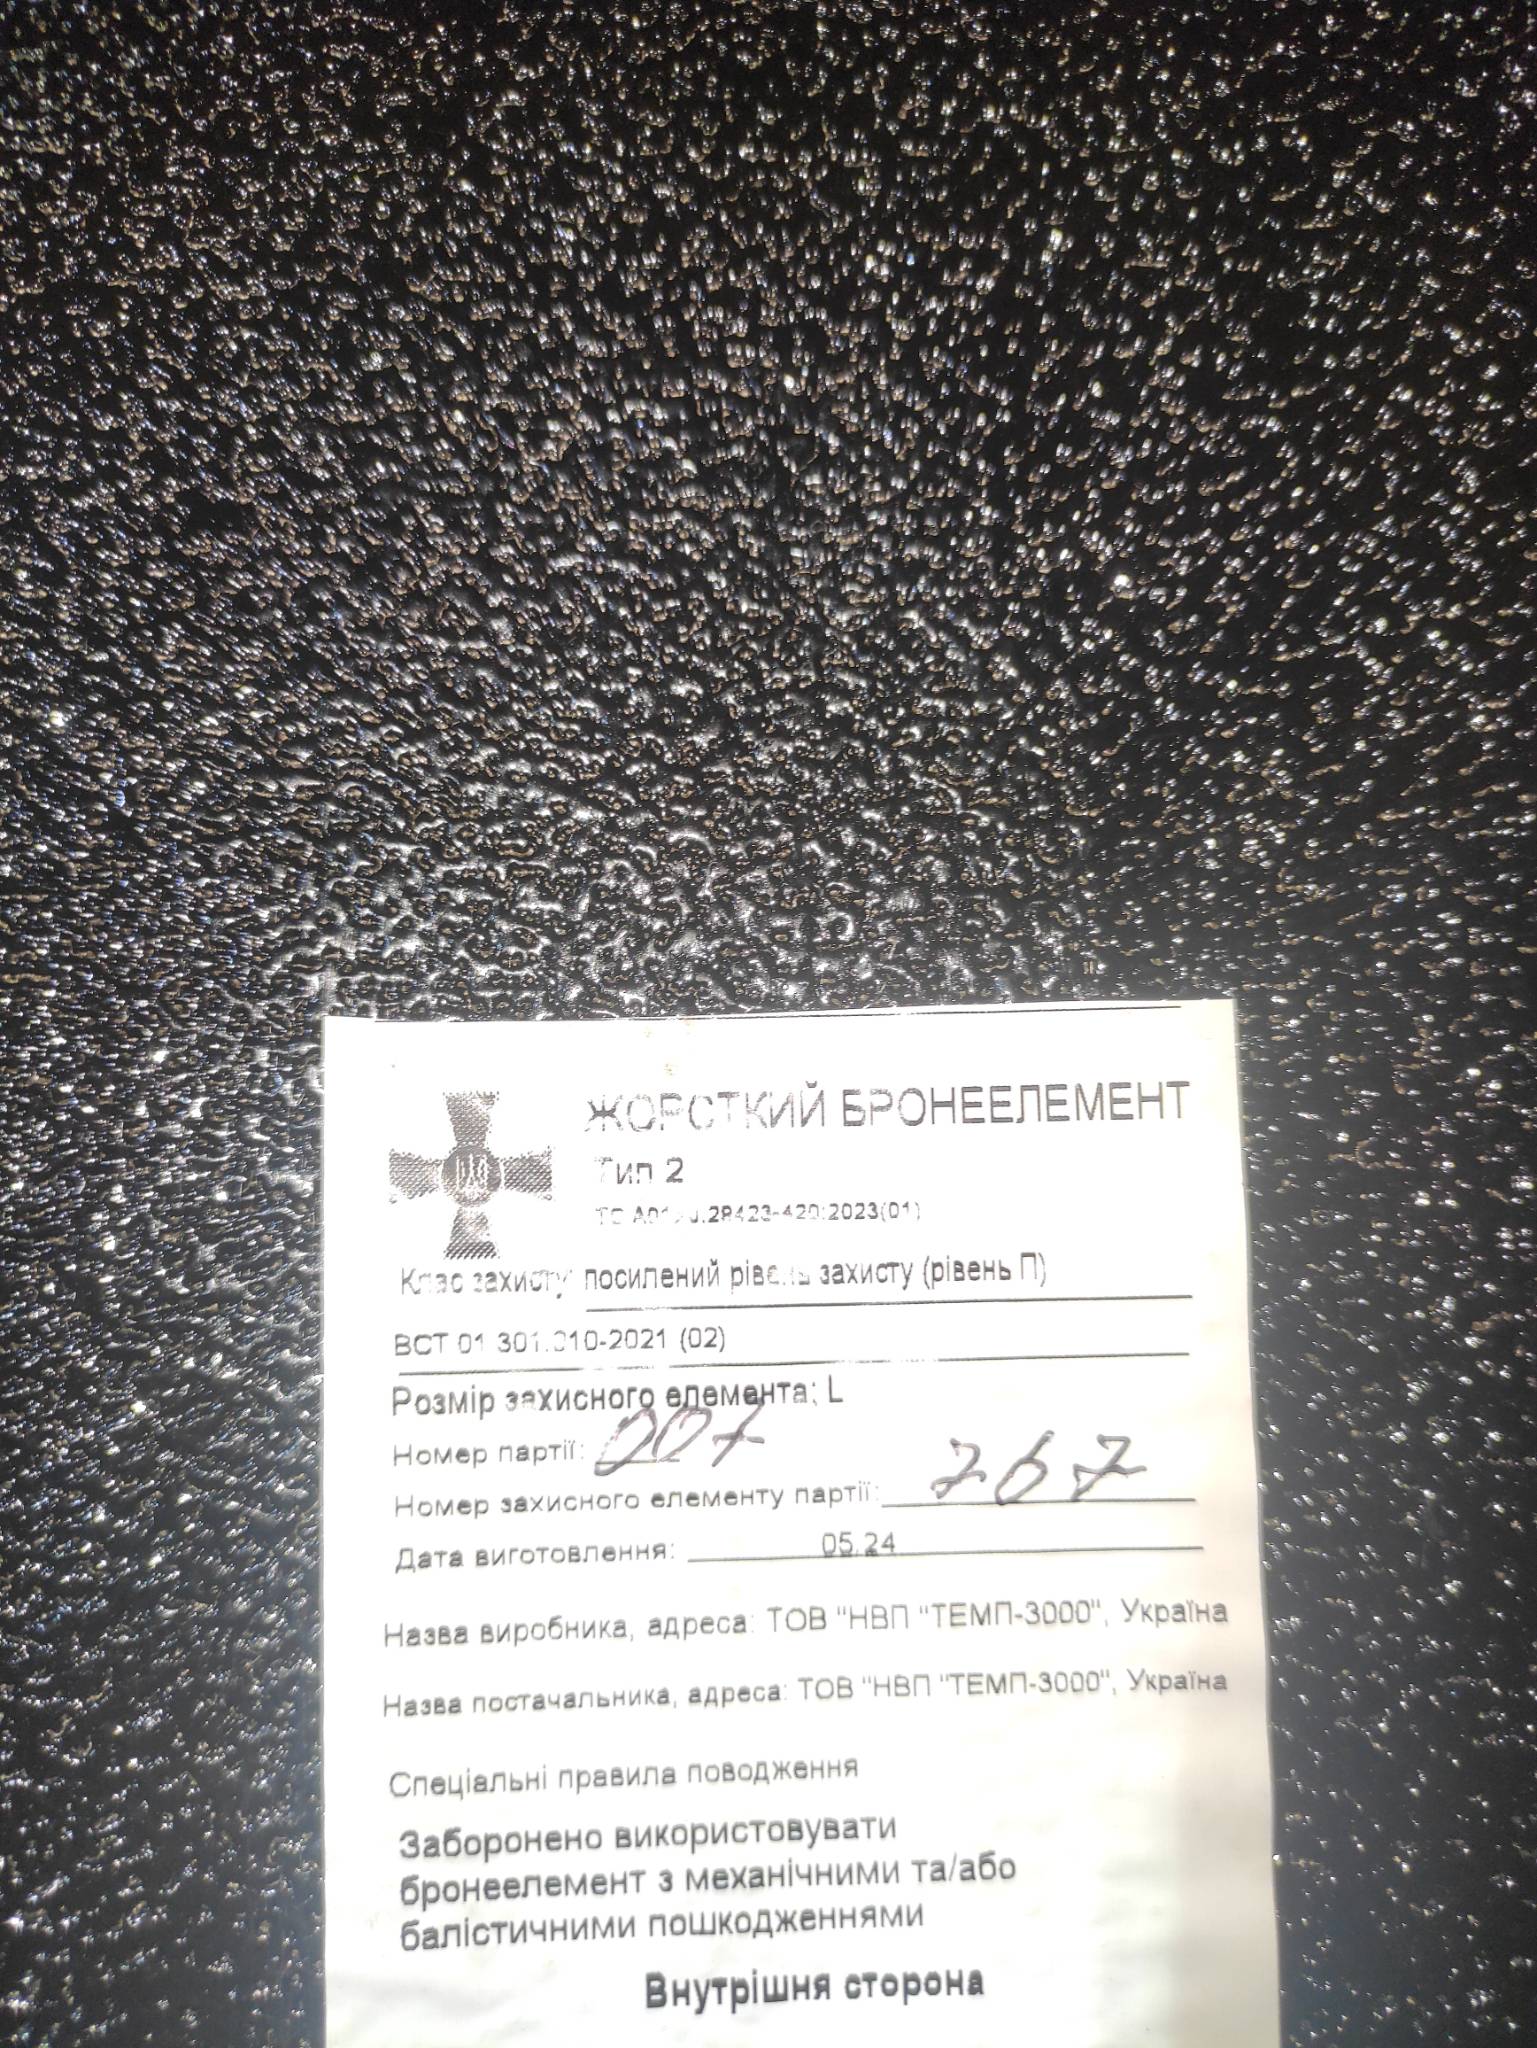 ЖОРСТКИЙ БРОНЕЕЛЕМЕНТ
Тип 2
Клас захисту: посилений рівень захисту (рівень П)
ВСТ 01.301.010-2021 (02)
Розмір захисного елемента; L
Номер партії: 007
Номер захисного елементу партії: 767
Дата виготовлення: 05.24
Назва виробника, адреса: ТОВ "НВП "ТЕМП-3000", Україна
Назва постачальника, адреса: ТОВ "НВП "ТЕМП-3000", Україна
Спеціальні правила поводження
Заборонено використовувати
бронеелемент з механічними та/або
балістичними пошкодженнями
Внутрішня сторона